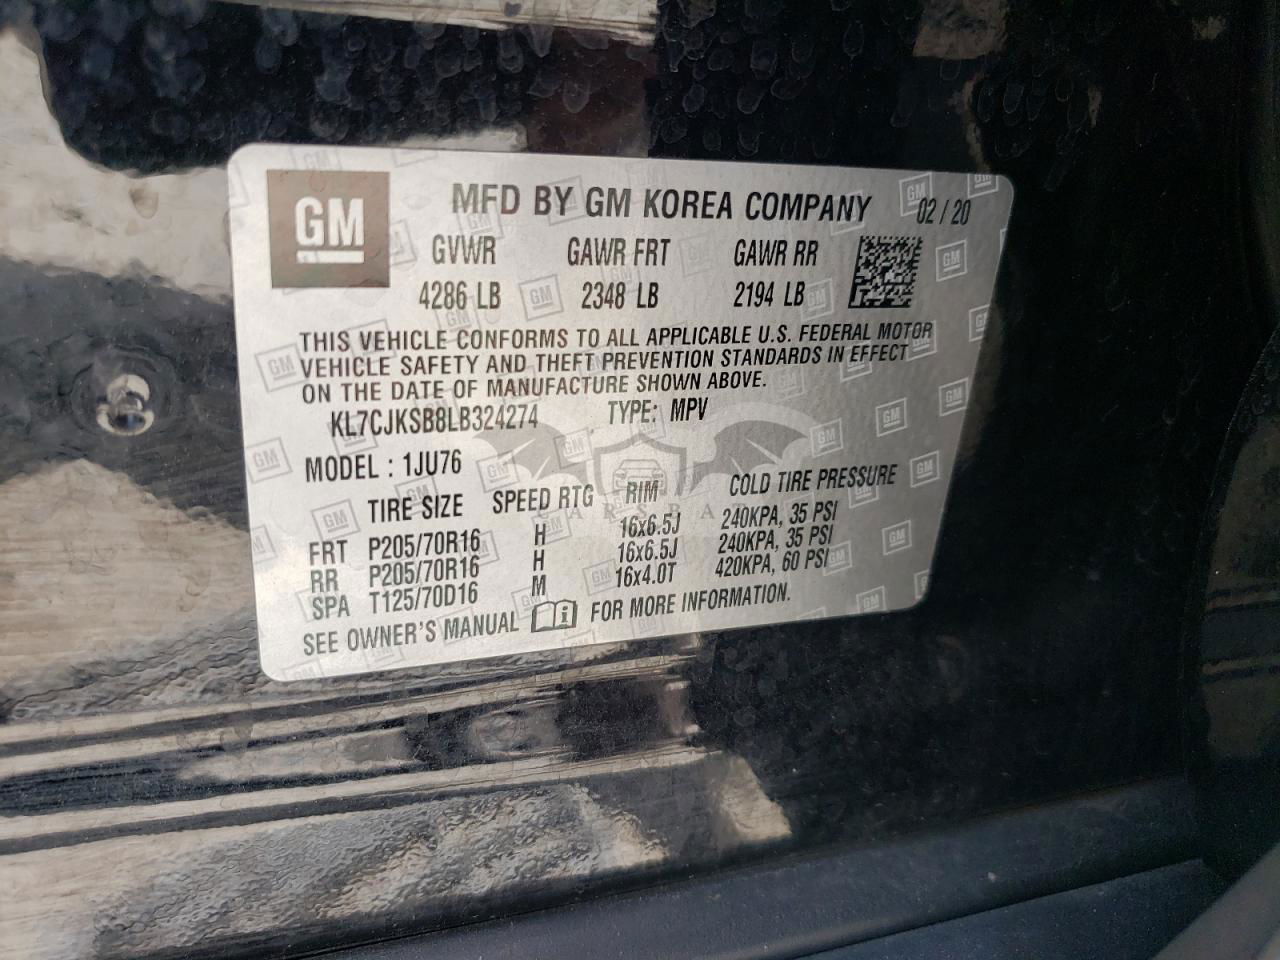 GM
MFD BY GM KOREA COMPANY 02 / 20
GVWR GAWR FRT GAWR RR
4286 LB 2348 LB 2194 LB
THIS VEHICLE CONFORMS TO ALL APPLICABLE U.S. FEDERAL MOTOR
VEHICLE SAFETY AND THEFT PREVENTION STANDARDS IN EFFECT
ON THE DATE OF MANUFACTURE SHOWN ABOVE.
KL7CJKSB8LB324274 TYPE: MPV
MODEL : 1JU76
TIRE SIZE SPEED RTG RIM COLD TIRE PRESSURE
FRT P205/70R16 H 16x6.5J 240KPA, 35 PSI
RR P205/70R16 H 16x6.5J 240KPA, 35 PSI
SPA T125/70D16 M 16x4.0T 420KPA, 60 PSI
SEE OWNER'S MANUAL FOR MORE INFORMATION.